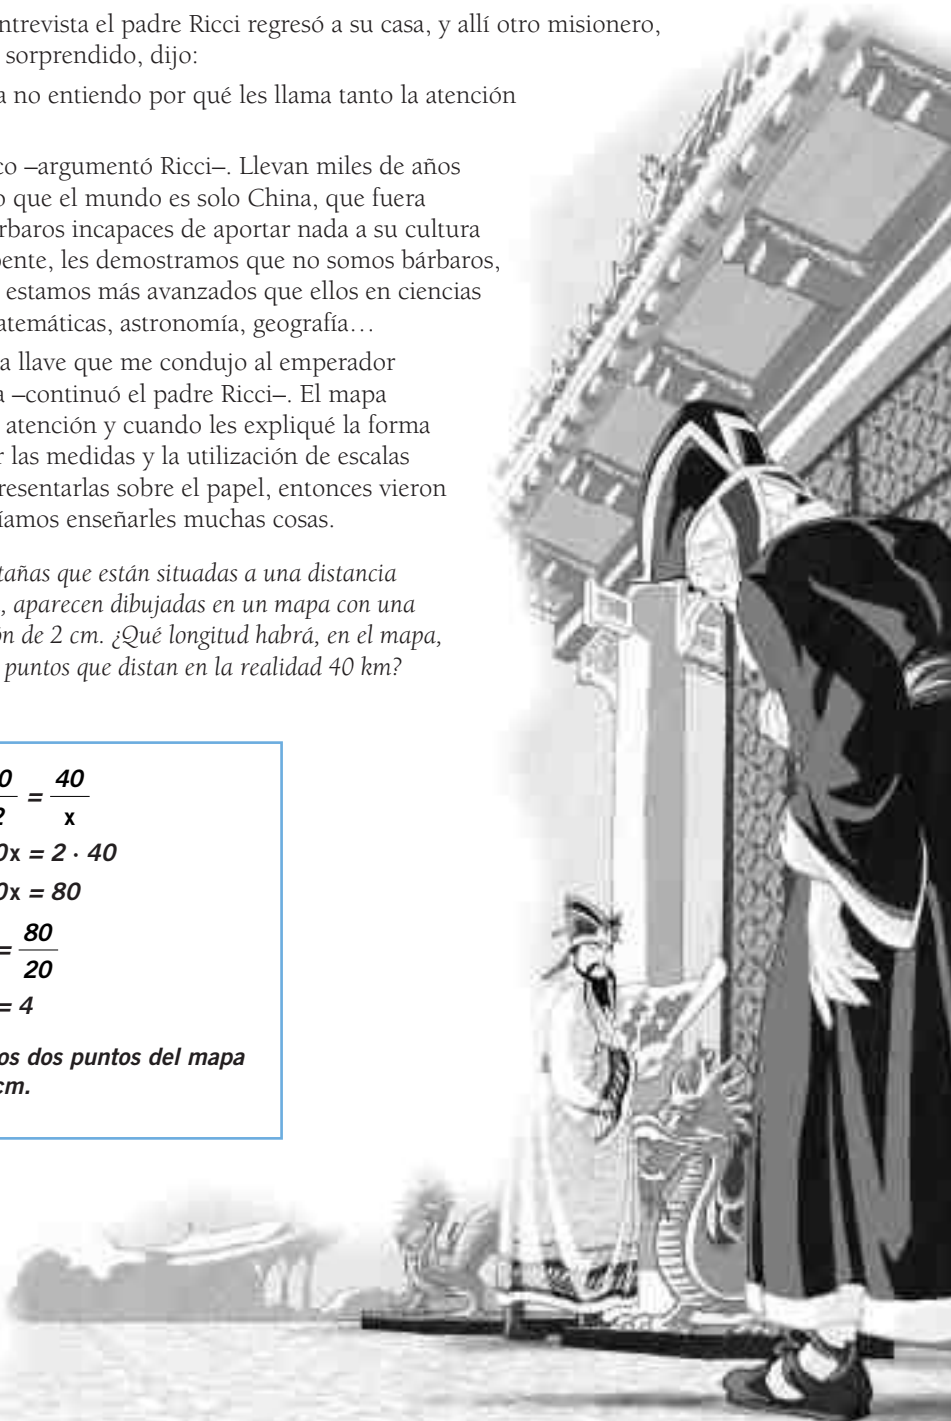 ntrevista el padre Ricci regresó a su casa, y allí otro misionero,
sorprendido, dijo:
a no entiendo por qué les llama tanto la atención
co –argumentó Ricci–. Llevan miles de años
o que el mundo es solo China, que fuera
rbaros incapaces de aportar nada a su cultura
pente, les demostramos que no somos bárbaros,
estamos más avanzados que ellos en ciencias
atemáticas, astronomía, geografía…
a llave que me condujo al emperador
a –continuó el padre Ricci–. El mapa
atención y cuando les expliqué la forma
r las medidas y la utilización de escalas
presentarlas sobre el papel, entonces vieron
íamos enseñarles muchas cosas.
tañas que están situadas a una distancia
, aparecen dibujadas en un mapa con una
ón de 2 cm. ¿Qué longitud habrá, en el mapa,
puntos que distan en la realidad 40 km?
0/2 = 40/x
0x = 2 · 40
0x = 80
= 80/20
= 4
os dos puntos del mapa
cm.